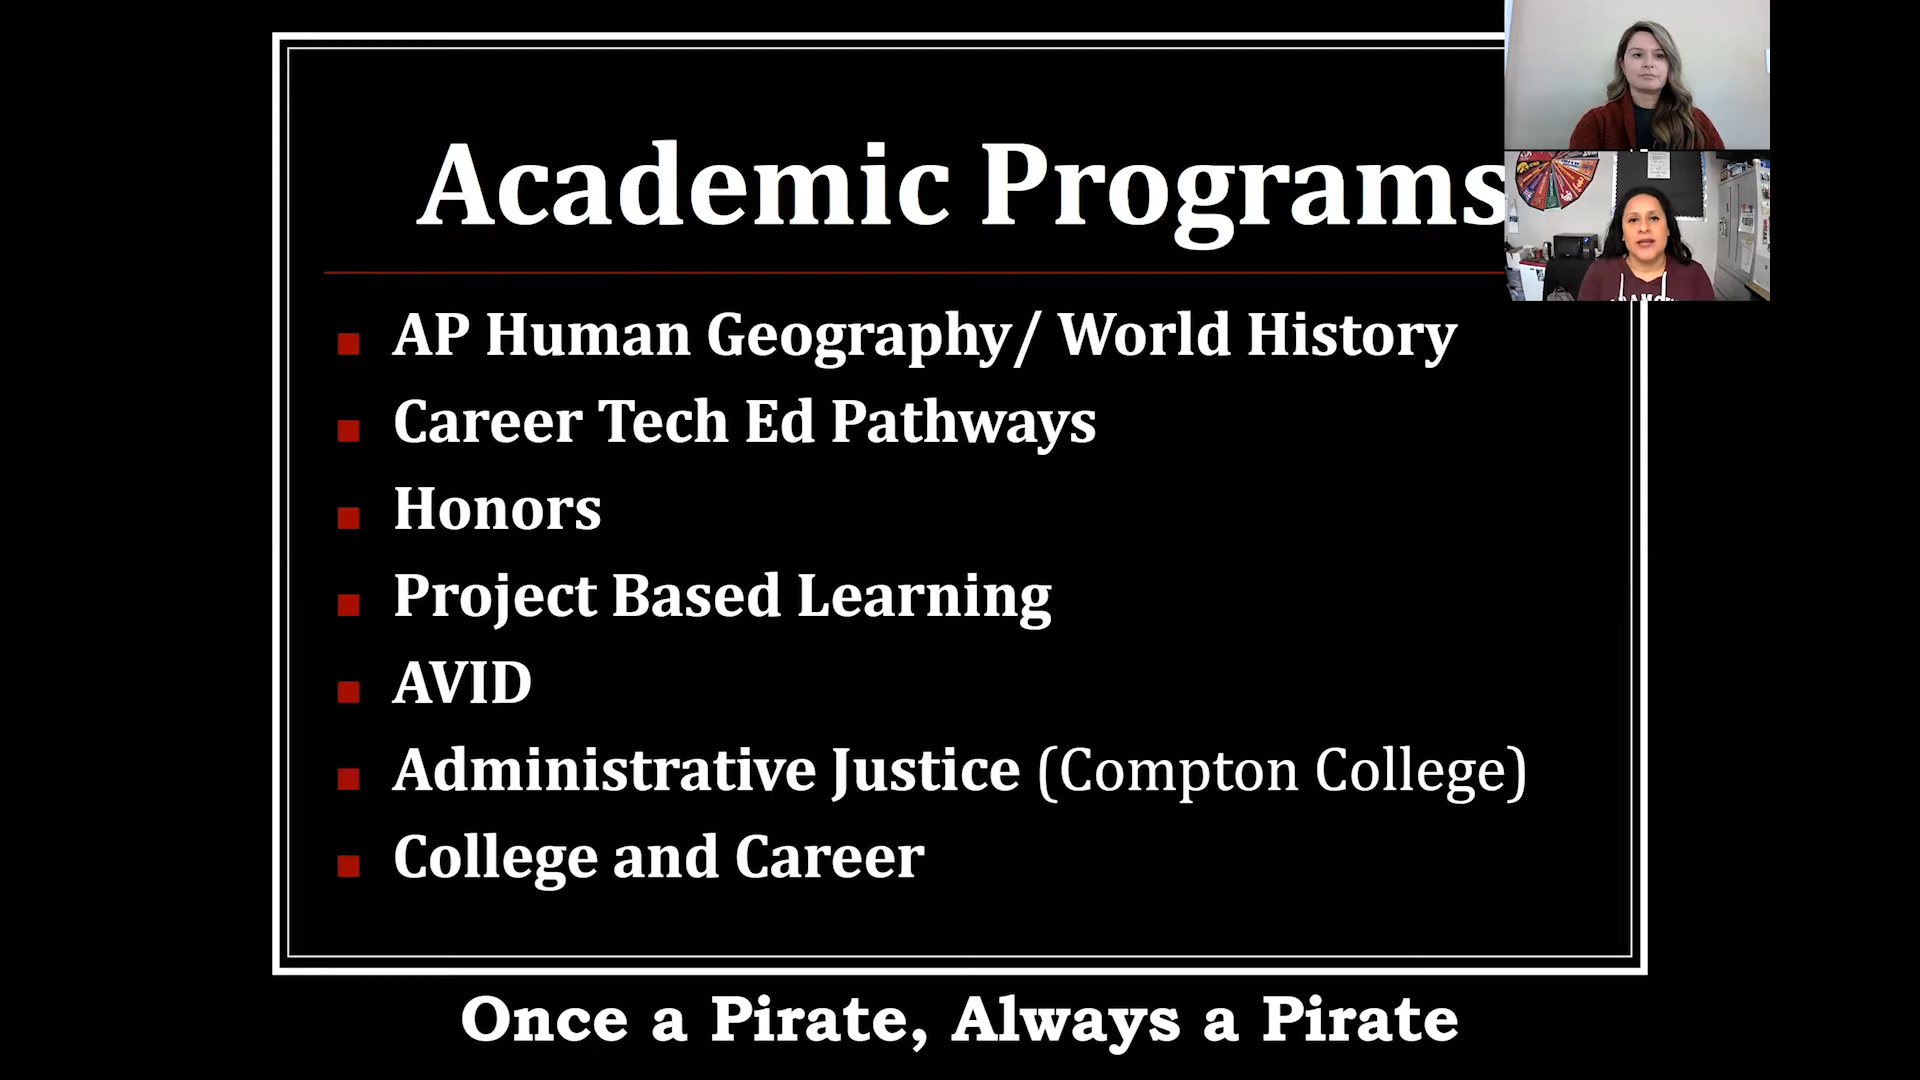 Academic Programs
AP Human Geography/ World History
Career Tech Ed Pathways
Honors
Project Based Learning
AVID
Administrative Justice (Compton College)
College and Career
Once a Pirate, Always a Pirate